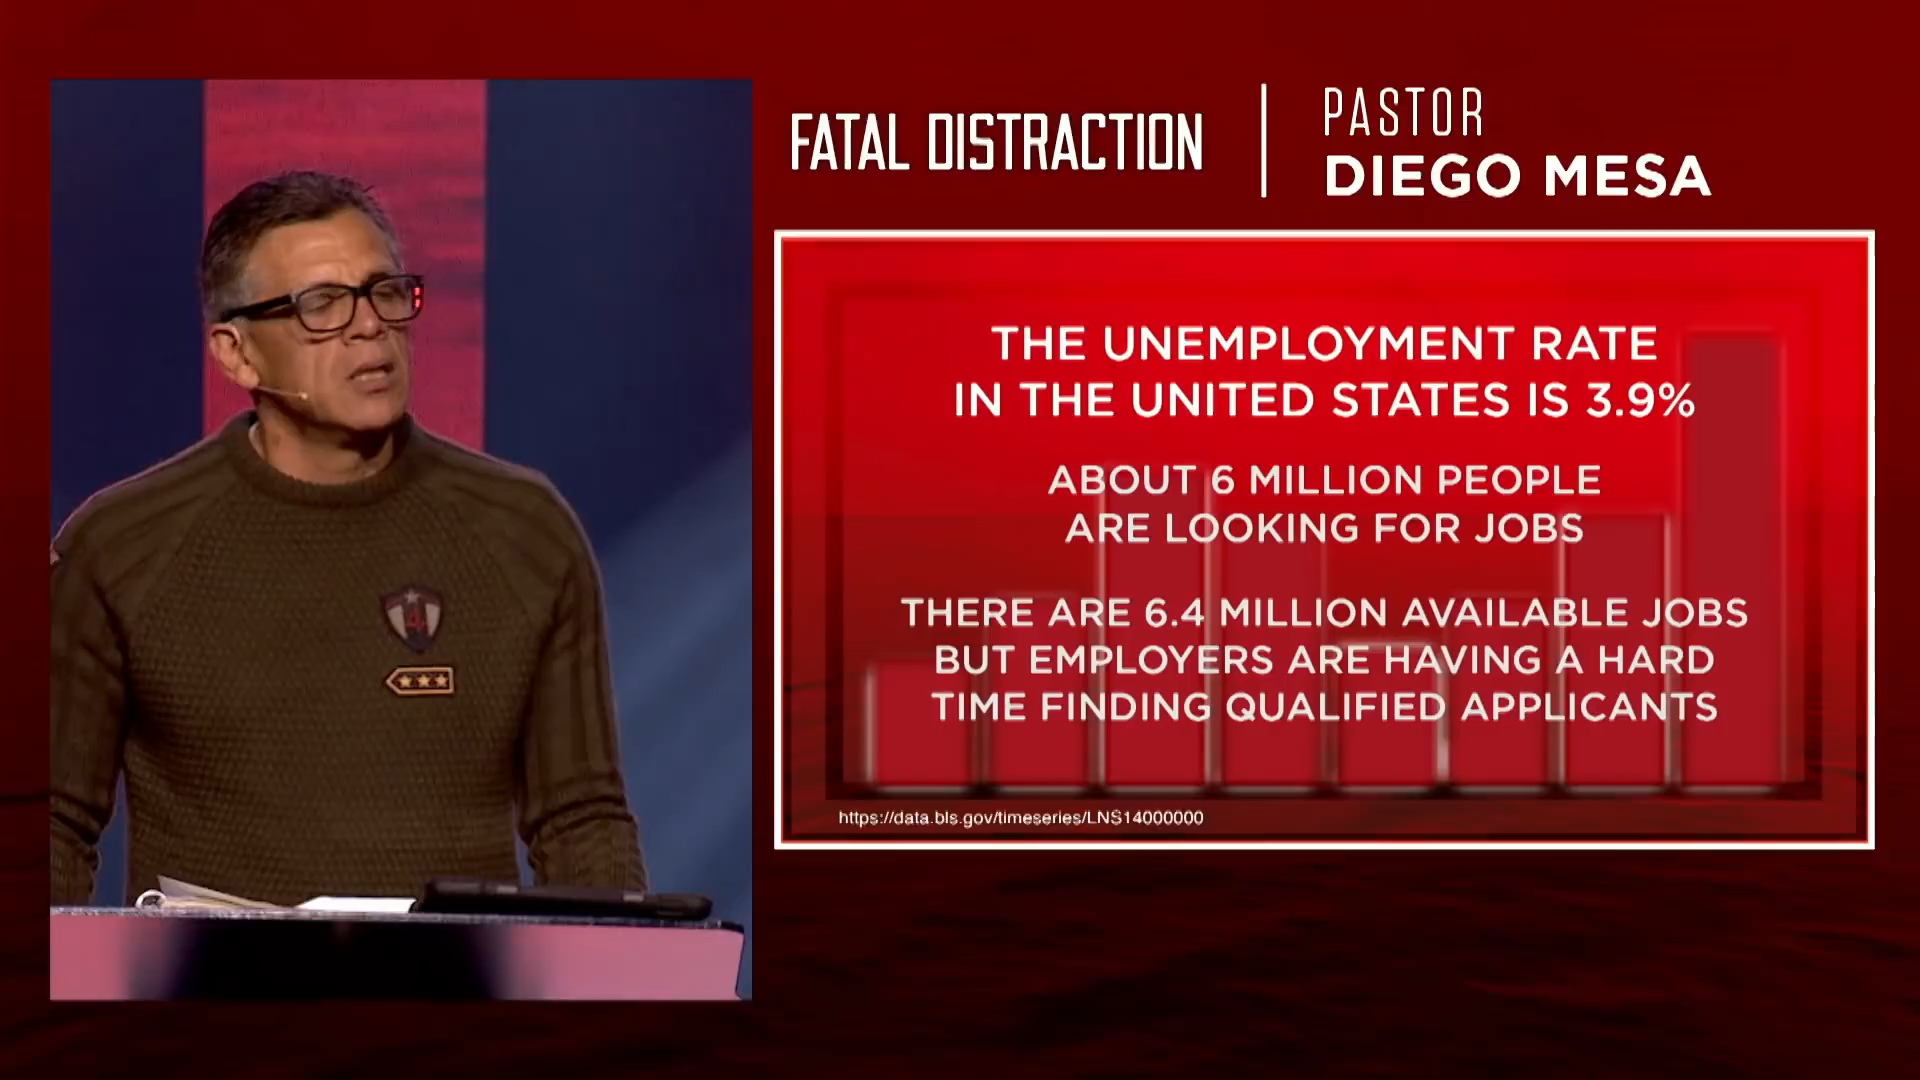 FATAL DISTRACTION
PASTOR
DIEGO MESA
THE UNEMPLOYMENT RATE
IN THE UNITED STATES IS 3.9%
ABOUT 6 MILLION PEOPLE
ARE LOOKING FOR JOBS
THERE ARE 6.4 MILLION AVAILABLE JOBS
BUT EMPLOYERS ARE HAVING A HARD
TIME FINDING QUALIFIED APPLICANTS
https://data.bls.gov/timeseries/LNS14000000
4